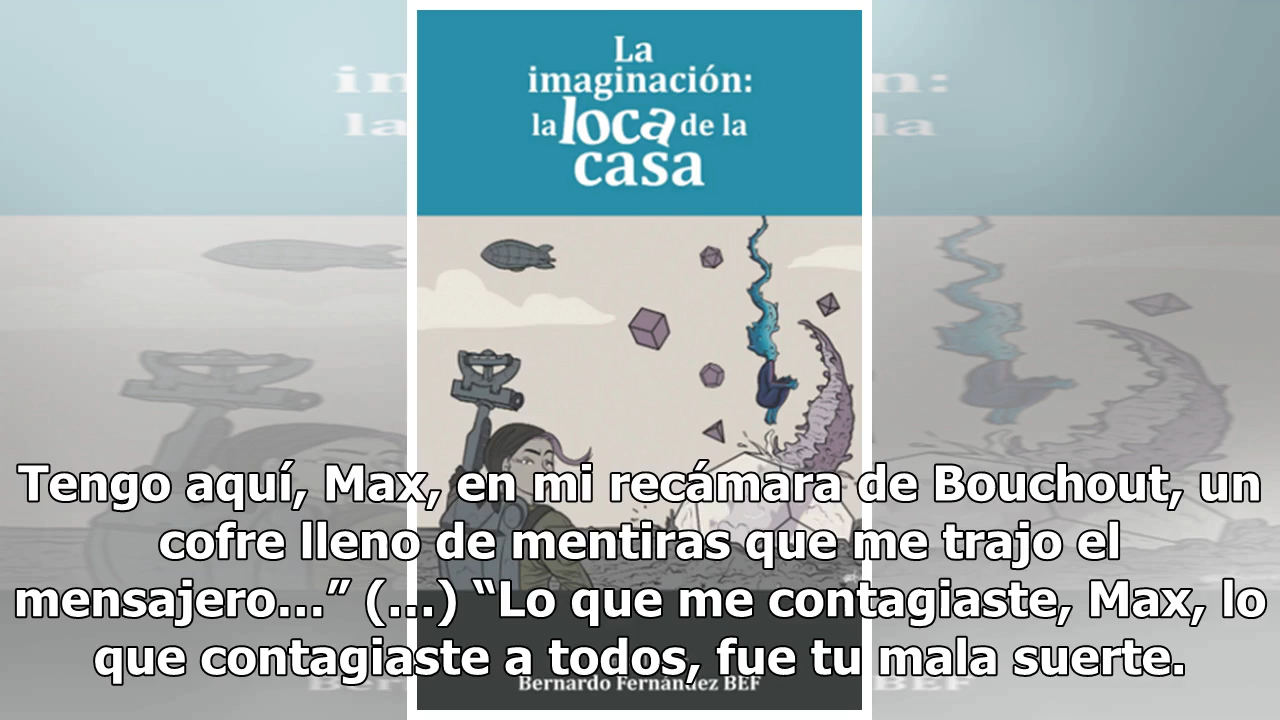 La
imaginación:
la loca de la
casa
Tengo aquí, Max, en mi recámara de Bouchout, un
cofre lleno de mentiras que me trajo el
mensajero...” (...) “Lo que me contagiaste, Max, lo
que contagiaste a todos, fue tu mala suerte.
Bernardo Fernández BEF